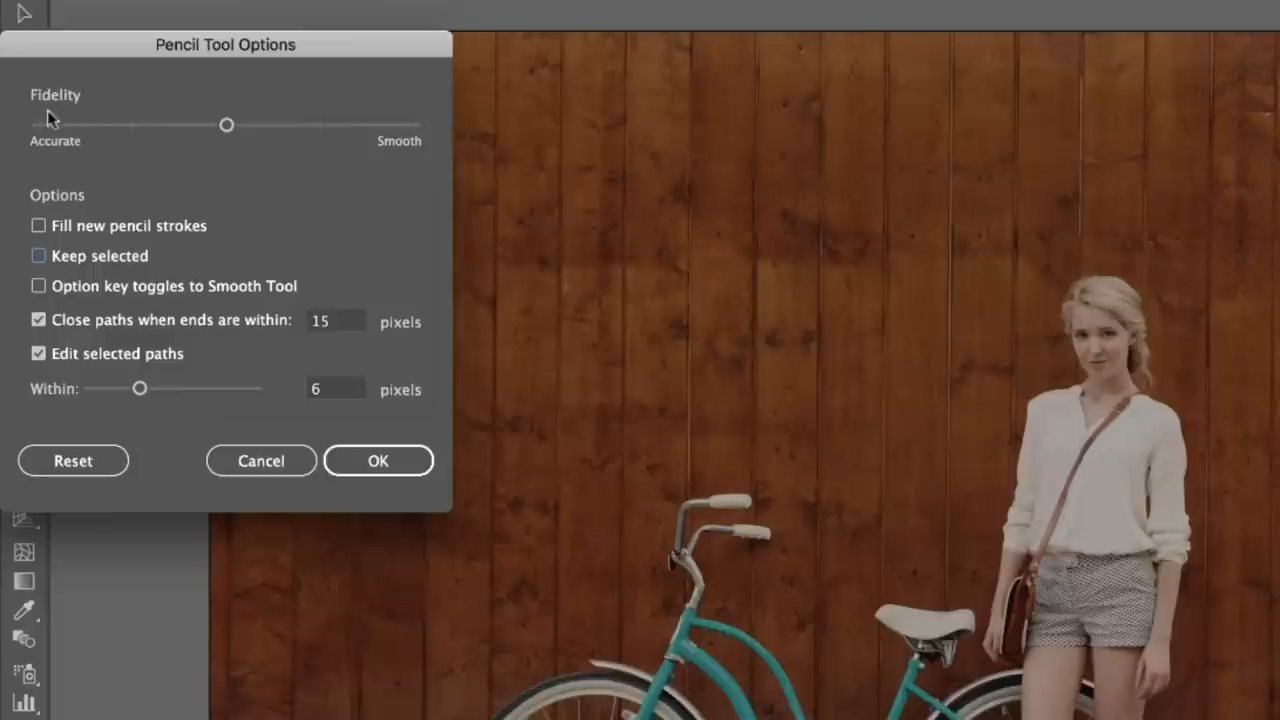 Pencil Tool Options
Fidelity
Accurate
Smooth
Options
Fill new pencil strokes
Keep selected
Option key toggles to Smooth Tool
Close paths when ends are within: 15 pixels
Edit selected paths
Within: 6 pixels
Reset Cancel OK